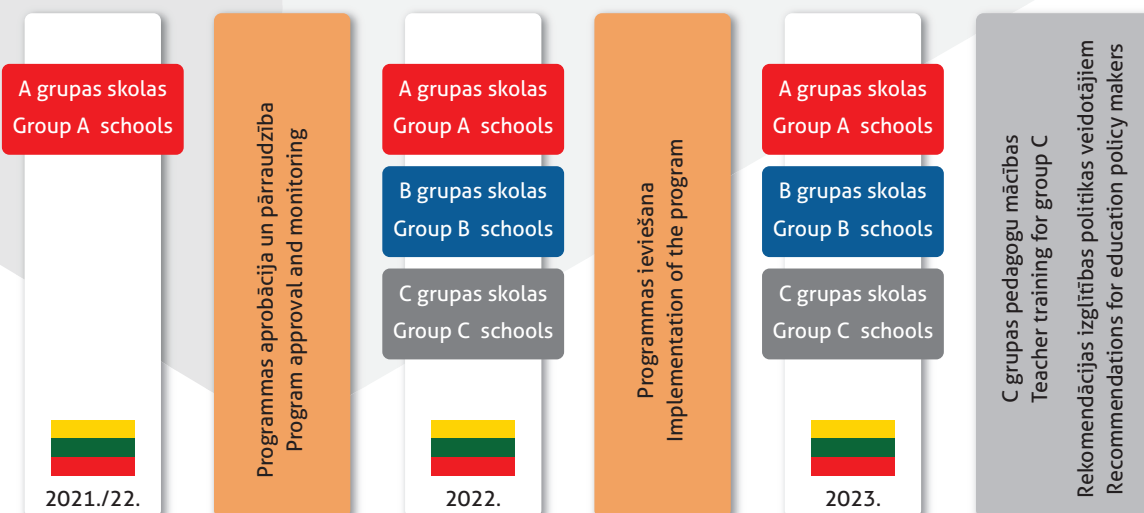 A grupas skolas
Group A schools
2021./22.
Programmas aprobācija un pārraudzība
Program approval and monitoring
A grupas skolas
Group A schools
B grupas skolas
Group B schools
C grupas skolas
Group C schools
2022.
Programmas ieviešana
Implementation of the program
A grupas skolas
Group A schools
B grupas skolas
Group B schools
C grupas skolas
Group C schools
2023.
C grupas pedagogu mācības
Teacher training for group C
Rekomendācijas izglītības politikas veidotājiem
Recommendations for education policy makers